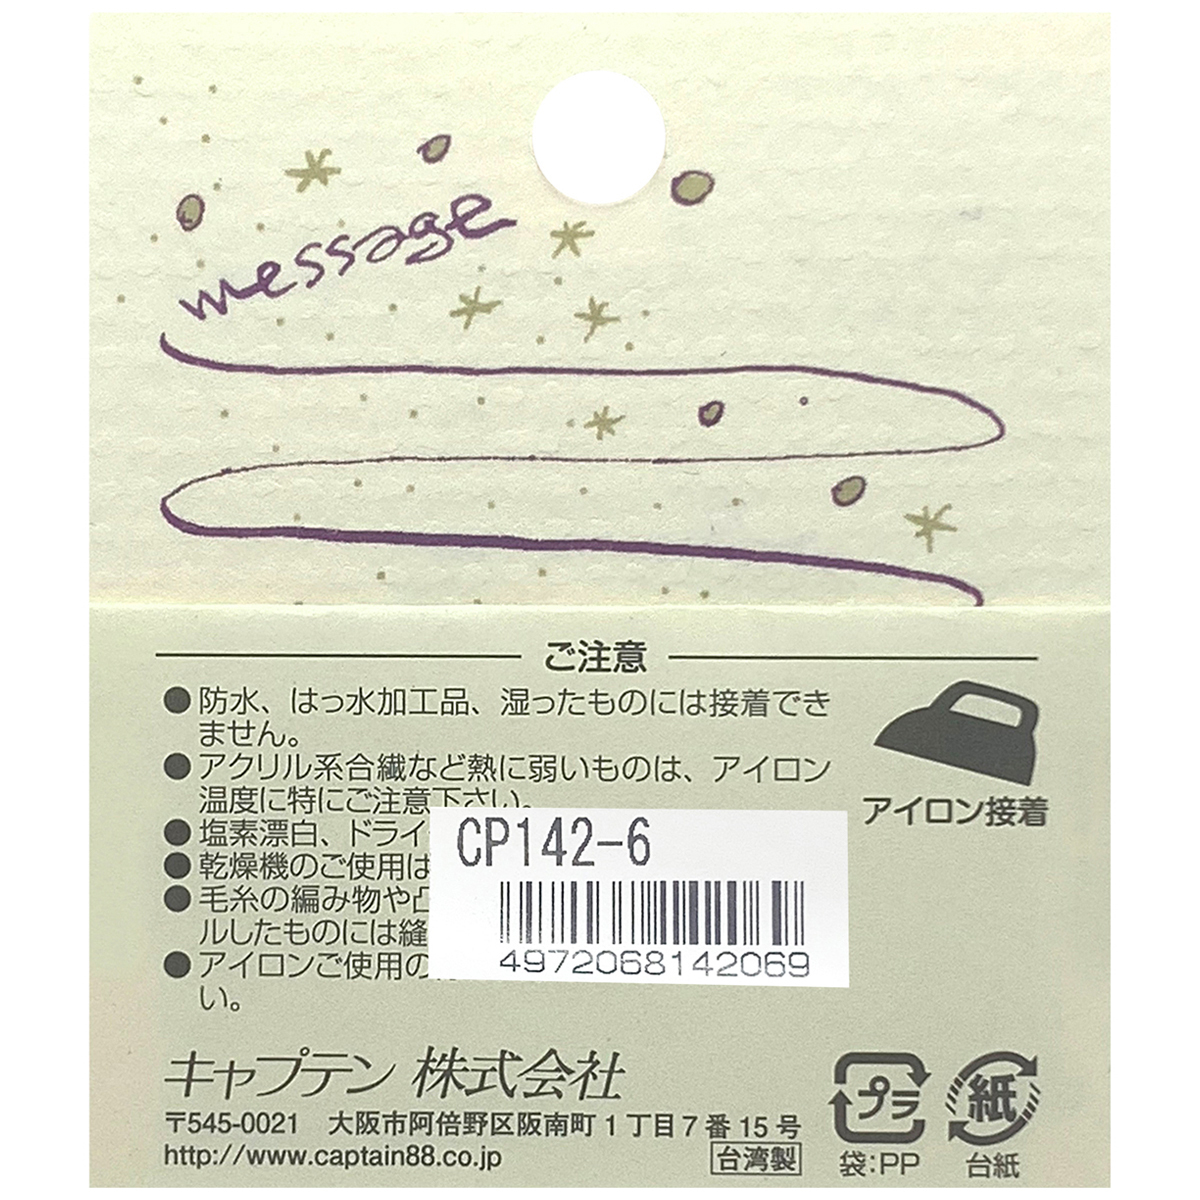 message
ご注意
●防水、はっ水加工品、湿ったものには接着でき
ません。
●アクリル系合繊など熱に弱いものは、アイロン
温度に特にご注意下さい。
アイロン接着
●塩素漂白、ドライ
●乾燥機のご使用は
●毛糸の編み物や凸
ルしたものには縫
●アイロンご使用の
い。
CP142-6
4972068142069
キャプテン 株式会社
〒545-0021 大阪市阿倍野区阪南町1丁目7番15号
http://www.captain88.co.jp
台湾製
プラ
袋:PP
紙
台紙